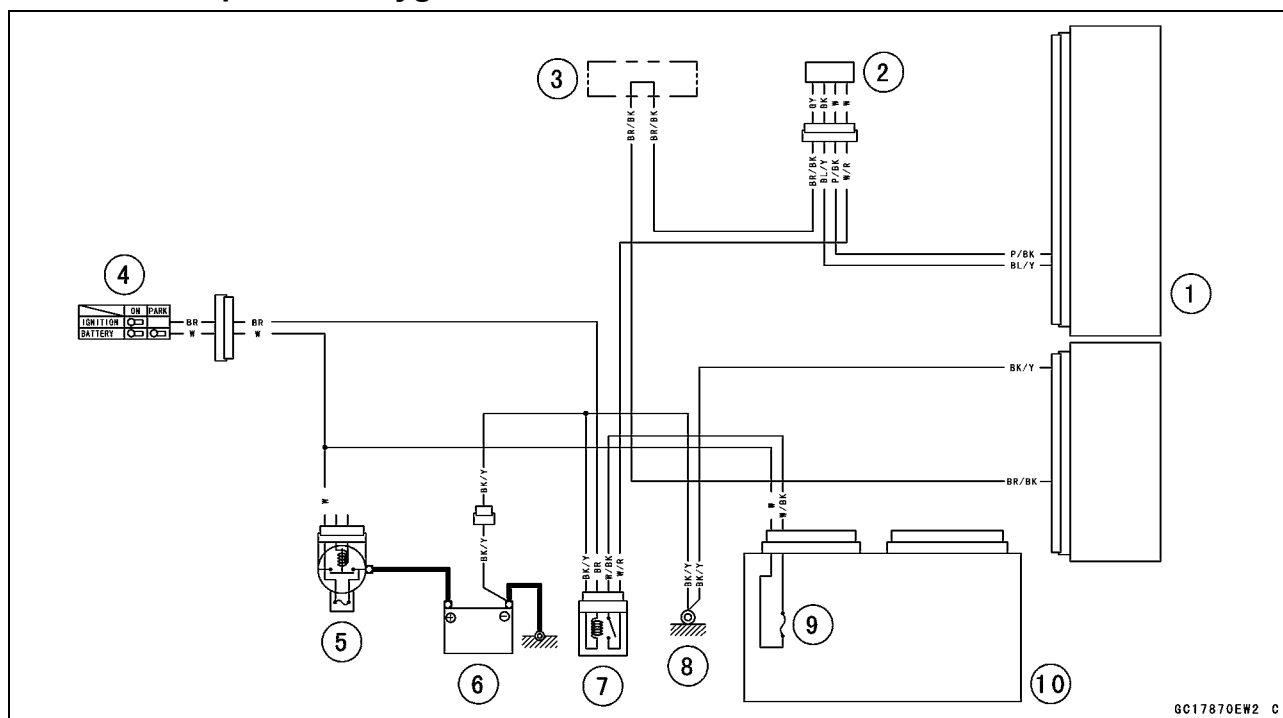 3
2
GY BK W W
BR/BK BR/BK
BR/BK BL/Y P/BK W/R
P/BK
BL/Y
1
4
ON PARK
IGNITION
BATTERY
BR BR
W W
BK/Y
BK/Y
BR/BK
W
BK/Y
W W/BK
BK/Y
BK/Y BR W/BK W/R
BK/Y BK/Y
+ -
5
6
7
8
9
10
GC17870EW2 C